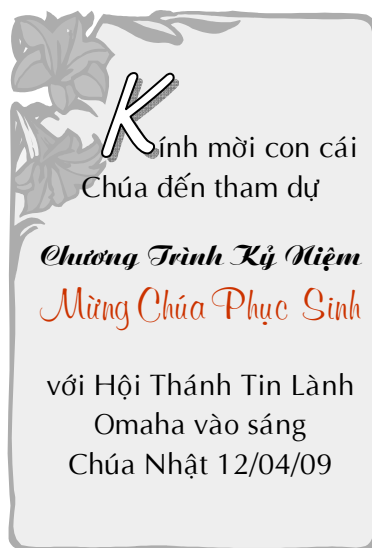 Kính mời con cái
Chúa đến tham dự
Chương Trình Kỷ Niệm
Mừng Chúa Phục Sinh
với Hội Thánh Tin Lành
Omaha vào sáng
Chúa Nhật 12/04/09